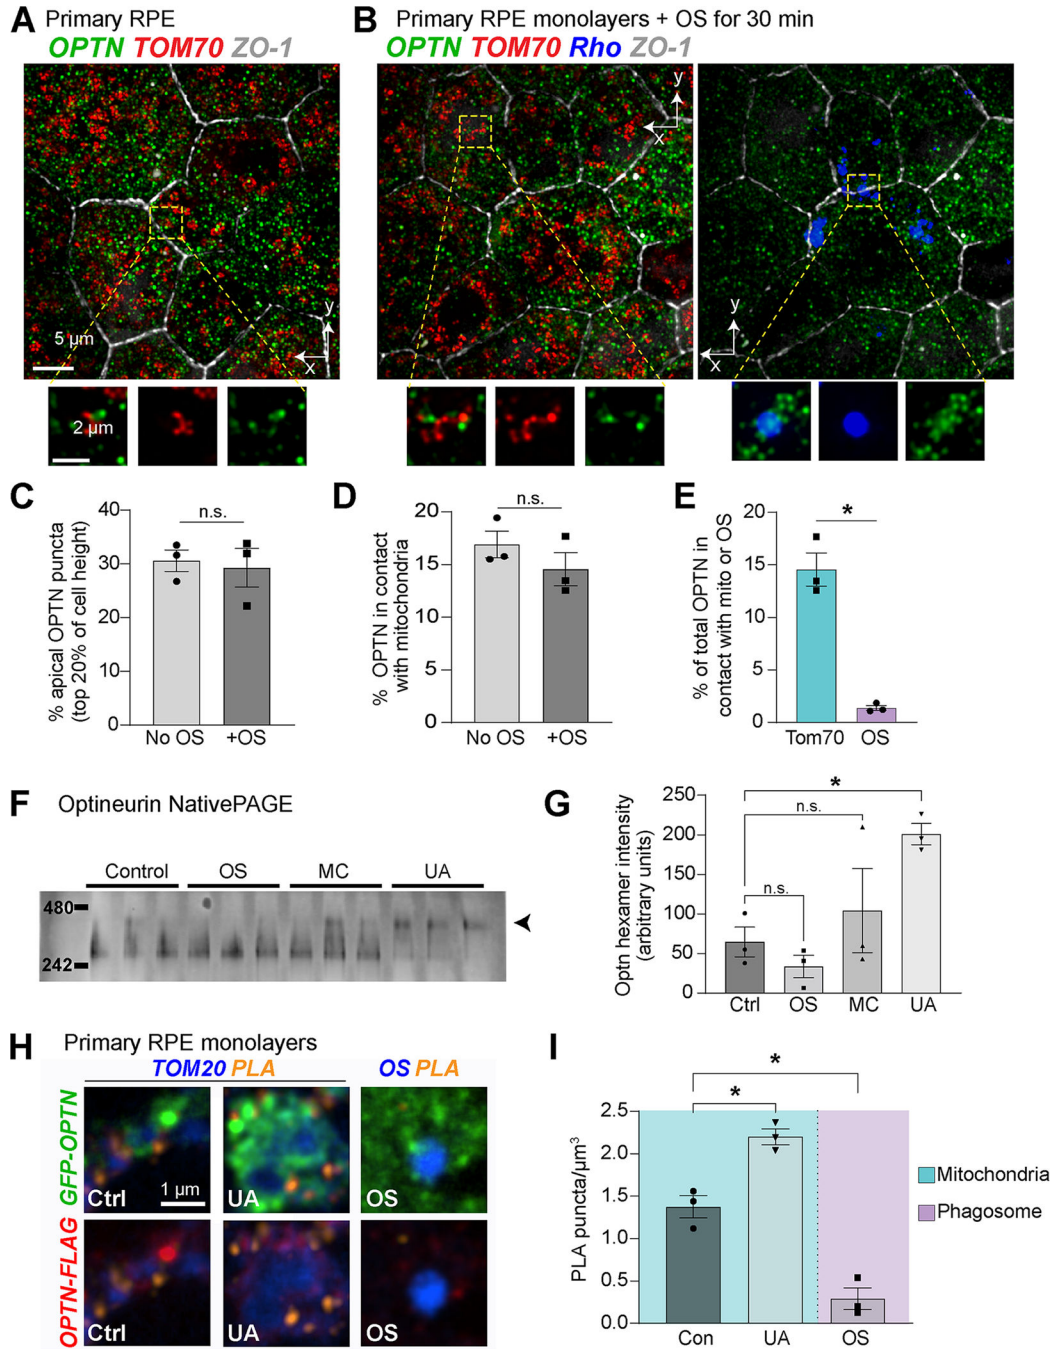 A Primary RPE
OPTN TOM70 ZO-1
B Primary RPE monolayers + OS for 30 min
OPTN TOM70 Rho ZO-1
5 µm
y
x
y
x
y
x
2 µm
C
% apical OPTN puncta
(top 20% of cell height)
40
30
20
10
0
n.s.
No OS
+OS
D
% OPTN in contact
with mitochondria
20
15
10
5
0
n.s.
No OS
+OS
E
% of total OPTN in
contact with mito or OS
20
15
10
5
0
*
Tom70
OS
F Optineurin NativePAGE
Control
OS
MC
UA
480
242
G
Optn hexamer intensity
(arbitrary units)
250
200
150
100
50
0
*
n.s.
n.s.
Ctrl
OS
MC
UA
H Primary RPE monolayers
TOM20 PLA
OS PLA
GFP-OPTN
Ctrl
1 µm
UA
OS
OPTN-FLAG
Ctrl
UA
OS
I
PLA puncta/µm³
2.5
2.0
1.5
1.0
0.5
0.0
*
*
Con
UA
OS
Mitochondria
Phagosome